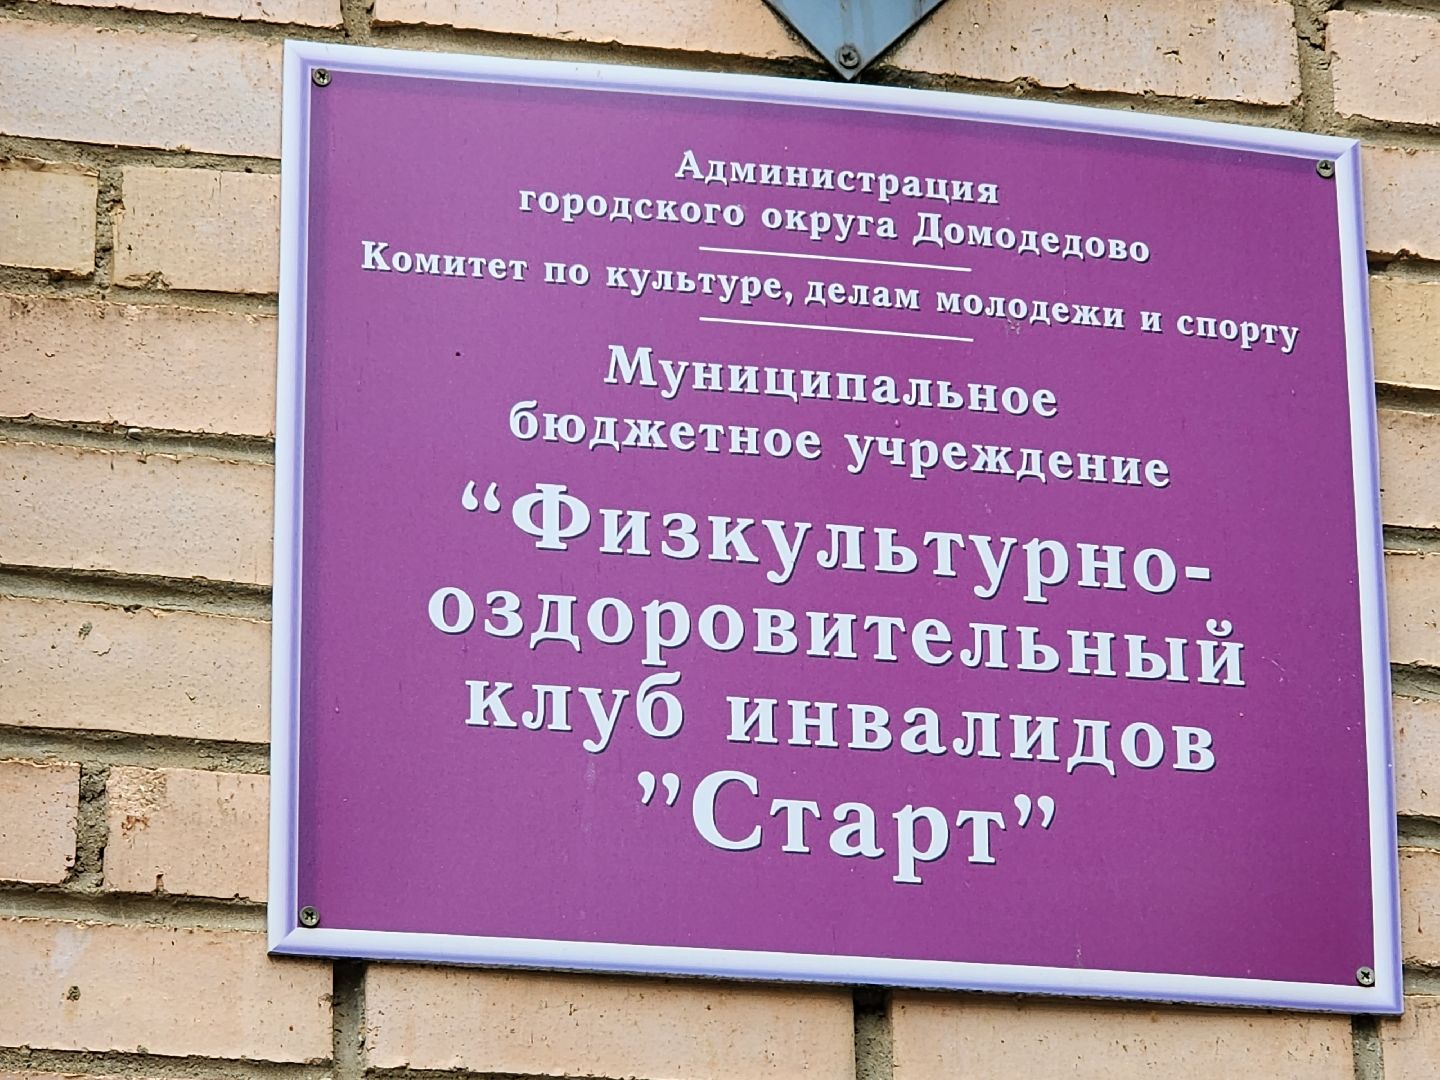 Администрация
городского округа Домодедово
Комитет по культуре, делам молодежи и спорту
Муниципальное
бюджетное учреждение
“Физкультурно-
оздоровительный
клуб инвалидов
”Старт”